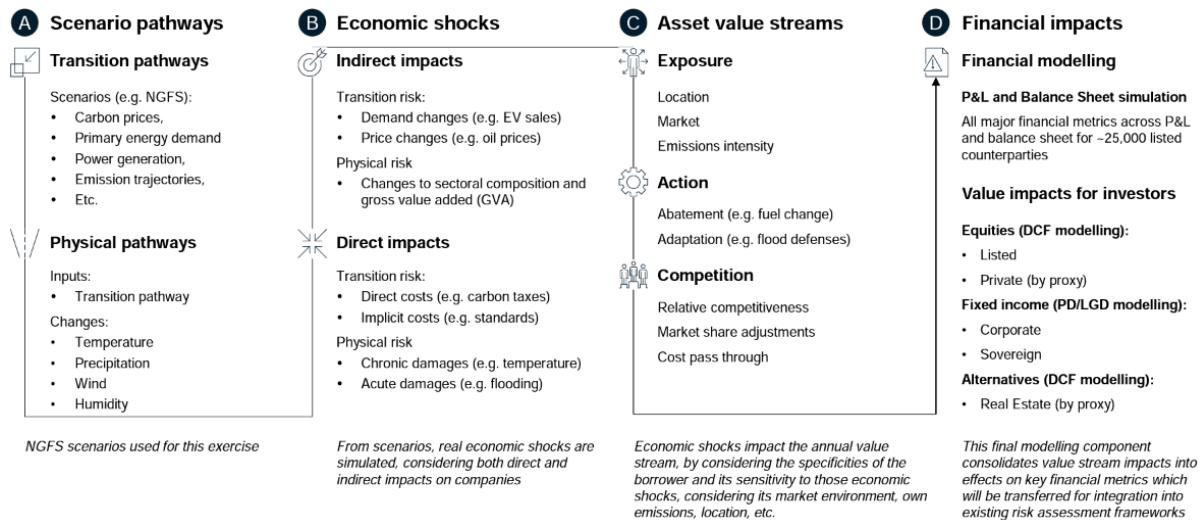 A Scenario pathways
Transition pathways
Scenarios (e.g. NGFS):
• Carbon prices,
• Primary energy demand
• Power generation,
• Emission trajectories,
• Etc.
Physical pathways
Inputs:
• Transition pathway
Changes:
• Temperature
• Precipitation
• Wind
• Humidity
NGFS scenarios used for this exercise
B Economic shocks
Indirect impacts
Transition risk:
• Demand changes (e.g. EV sales)
• Price changes (e.g. oil prices)
Physical risk
• Changes to sectoral composition and
gross value added (GVA)
Direct impacts
Transition risk:
• Direct costs (e.g. carbon taxes)
• Implicit costs (e.g. standards)
Physical risk
• Chronic damages (e.g. temperature)
• Acute damages (e.g. flooding)
From scenarios, real economic shocks are
simulated, considering both direct and
indirect impacts on companies
C Asset value streams
Exposure
Location
Market
Emissions intensity
Action
Abatement (e.g. fuel change)
Adaptation (e.g. flood defenses)
Competition
Relative competitiveness
Market share adjustments
Cost pass through
Economic shocks impact the annual value
stream, by considering the specificities of the
borrower and its sensitivity to those economic
shocks, considering its market environment, own
emissions, location, etc.
D Financial impacts
Financial modelling
P&L and Balance Sheet simulation
All major financial metrics across P&L
and balance sheet for ~25,000 listed
counterparties
Value impacts for investors
Equities (DCF modelling):
• Listed
• Private (by proxy)
Fixed income (PD/LGD modelling):
• Corporate
• Sovereign
Alternatives (DCF modelling):
• Real Estate (by proxy)
This final modelling component
consolidates value stream impacts into
effects on key financial metrics which
will be transferred for integration into
existing risk assessment frameworks